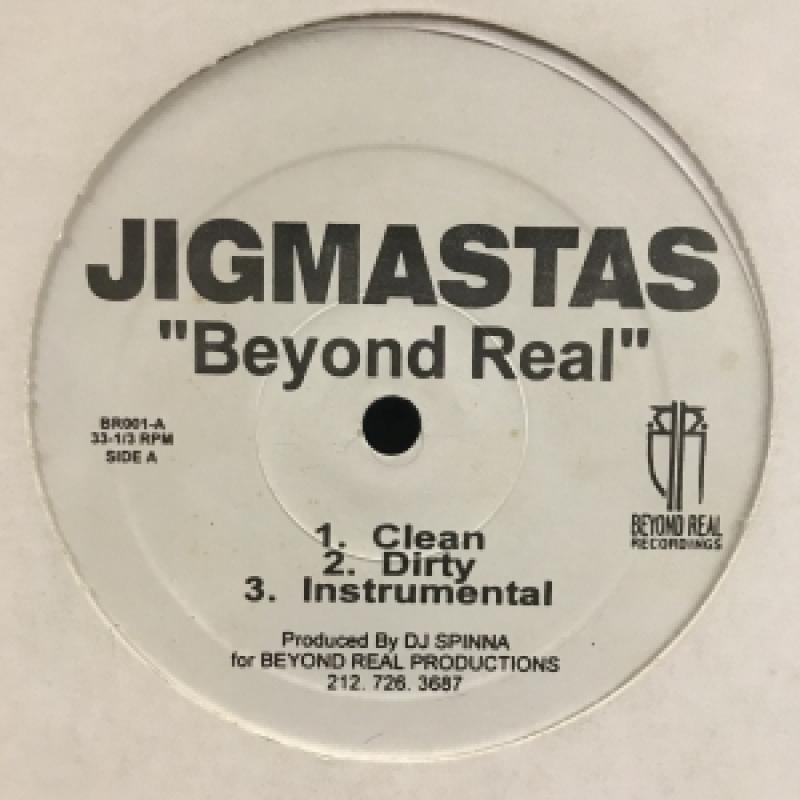 JIGMASTAS
"Beyond Real"
BR001-A
33-1/3 RPM
SIDE A
BEYOND REAL
RECORDINGS
1. Clean
2. Dirty
3. Instrumental
Produced By DJ SPINNA
for BEYOND REAL PRODUCTIONS
212. 726. 3687